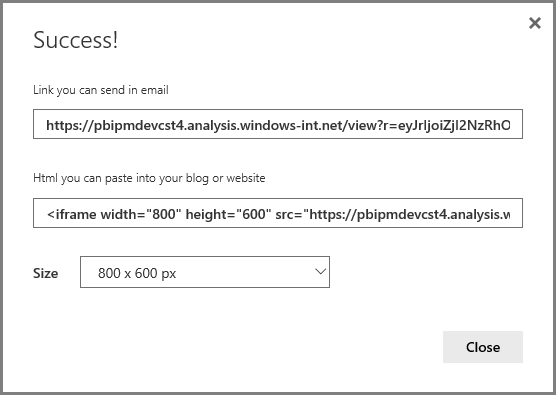 Success!
Link you can send in email
https://pbipmdevcst4.analysis.windows-int.net/view?r=eyJrIjoiZjI2NzRhO
Html you can paste into your blog or website
<iframe width="800" height="600" src="https://pbipmdevcst4.analysis.w
Size 800 x 600 px
Close